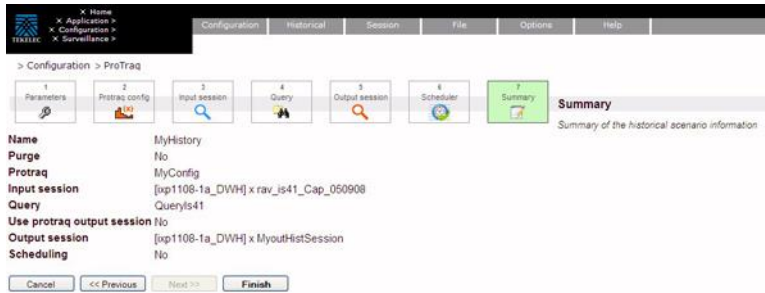 × Home
× Application >
× Configuration >
× Surveillance >
TEKELEC
Configuration Historical Session File Options Help
> Configuration > ProTraq
1 Parameters
2 Protraq config
3 Input session
4 Query
5 Output session
6 Scheduler
7 Summary
Summary
Summary of the historical scenario information
Name MyHistory
Purge No
Protraq MyConfig
Input session [ixp1108-1a_DWH] x rav_is41_Cap_050908
Query QueryIs41
Use protraq output session No
Output session [ixp1108-1a_DWH] x MyoutHistSession
Scheduling No
Cancel << Previous Next >> Finish